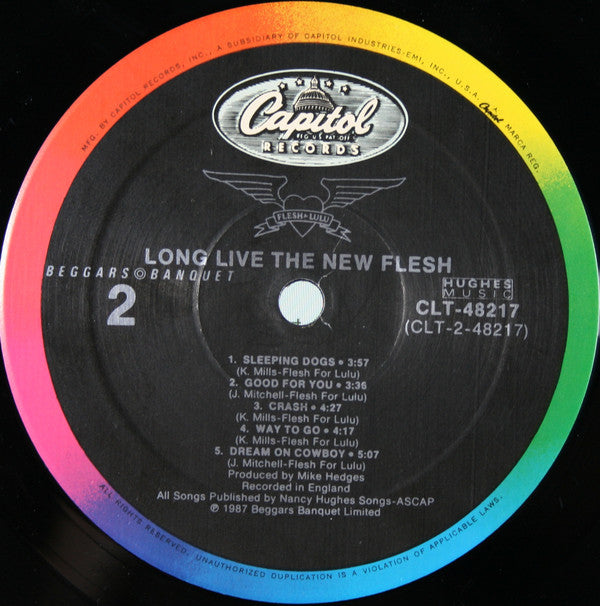 MFG. BY CAPITOL RECORDS, INC., A SUBSIDIARY OF CAPITOL INDUSTRIES-EMI, INC., U.S.A. Capitol MARCA REG.
Capitol
REG. U.S. PAT. OFF.
RECORDS
FLESH & LULU
LONG LIVE THE NEW FLESH
BEGGARS BANQUET
2
HUGHES
MUSIC
CLT-48217
(CLT-2-48217)
1. SLEEPING DOGS • 3:57
(K. Mills-Flesh For Lulu)
2. GOOD FOR YOU • 3:36
(J. Mitchell-Flesh For Lulu)
3. CRASH • 4:27
(K. Mills-Flesh For Lulu)
4. WAY TO GO • 4:17
(K. Mills-Flesh For Lulu)
5. DREAM ON COWBOY • 5:07
(J. Mitchell-Flesh For Lulu)
Produced by Mike Hedges
Recorded in England
All Songs Published by Nancy Hughes Songs-ASCAP
℗ 1987 Beggars Banquet Limited
ALL RIGHTS RESERVED. UNAUTHORIZED DUPLICATION IS A VIOLATION OF APPLICABLE LAWS.